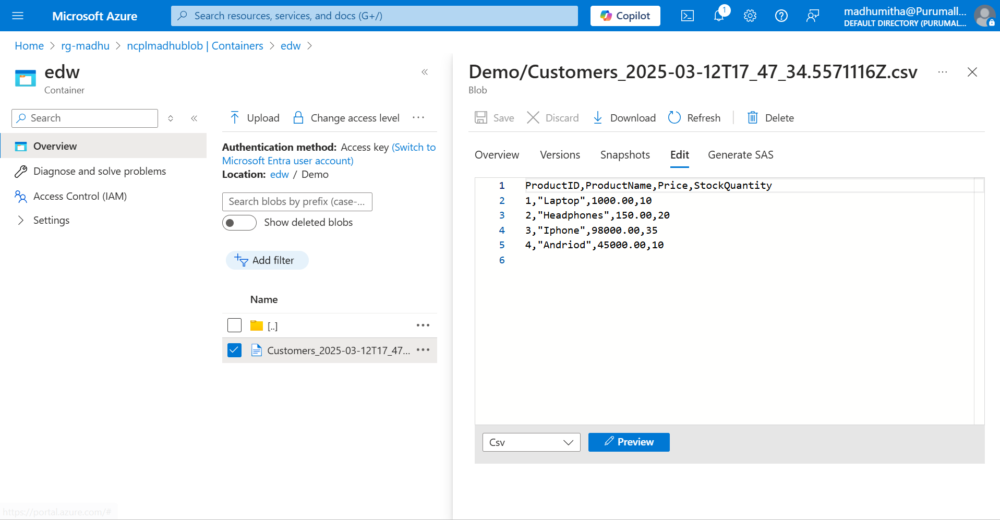 Microsoft Azure
Search resources, services, and docs (G+/)
Copilot
1
madhumitha@Purumall...
DEFAULT DIRECTORY (PURUMAL...
Home > rg-madhu > ncplmadhublob | Containers > edw >
edw
Container
Search
Overview
Diagnose and solve problems
Access Control (IAM)
Settings
Upload
Change access level
Authentication method: Access key (Switch to
Microsoft Entra user account)
Location: edw / Demo
Search blobs by prefix (case-...
Show deleted blobs
Add filter
Name
[..]
Customers_2025-03-12T17_47...
Demo/Customers_2025-03-12T17_47_34.5571116Z.csv
Blob
Save
Discard
Download
Refresh
Delete
Overview
Versions
Snapshots
Edit
Generate SAS
1 ProductID,ProductName,Price,StockQuantity
2 1,"Laptop",1000.00,10
3 2,"Headphones",150.00,20
4 3,"Iphone",98000.00,35
5 4,"Andriod",45000.00,10
6
Csv
Preview
https://portal.azure.com/#